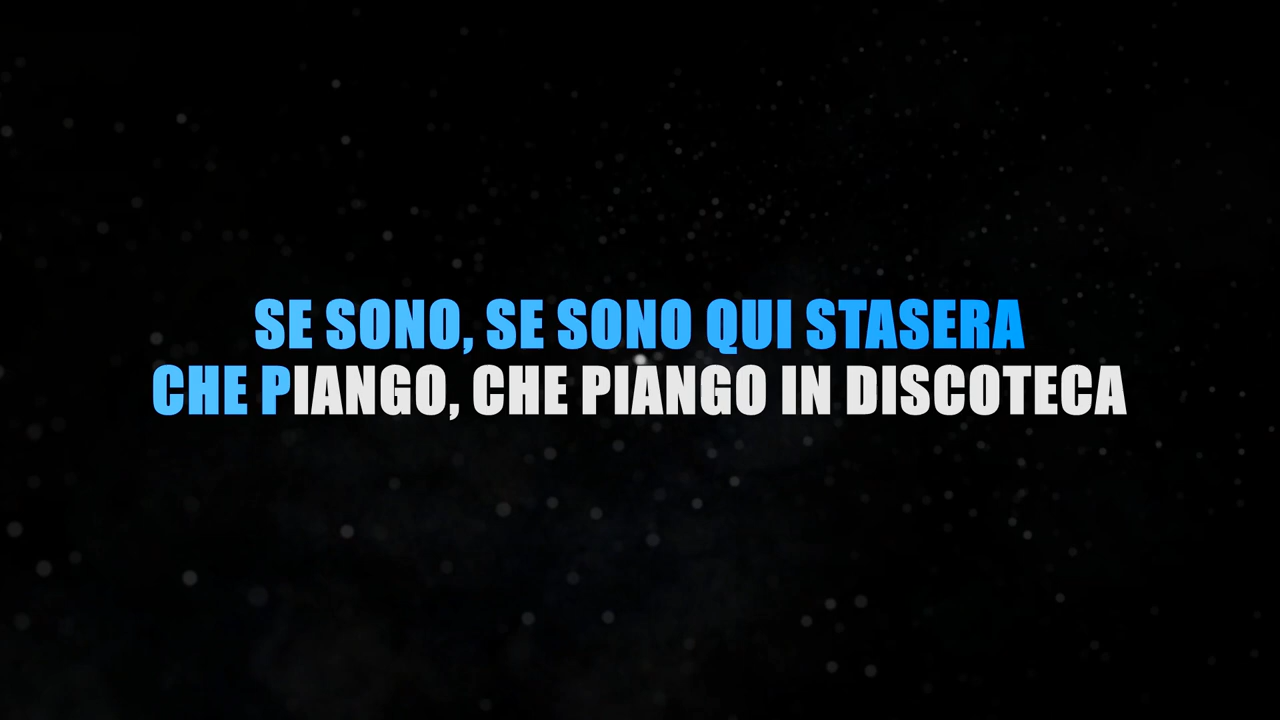 SE SONO, SE SONO QUI STASERA
CHE PIANGO, CHE PIANGO IN DISCOTECA